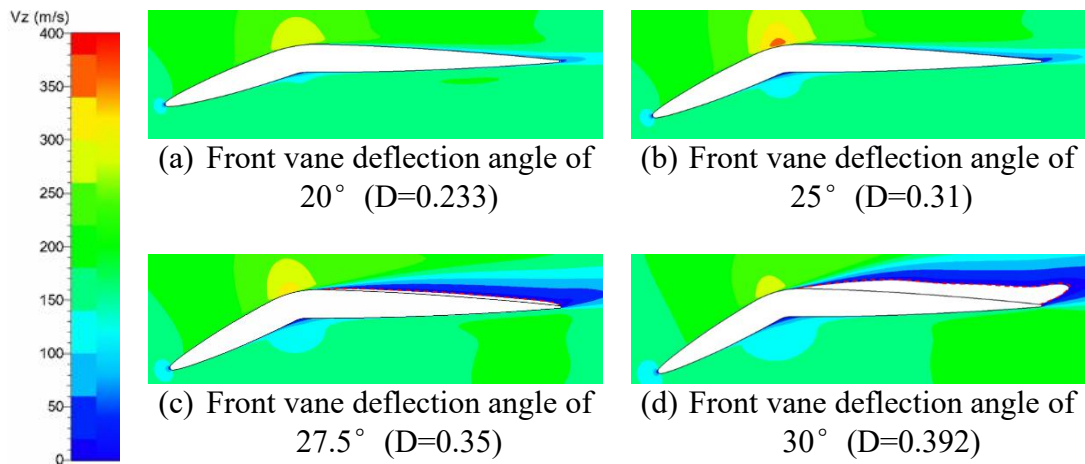 Vz (m/s)
400
350
300
250
200
150
100
50
0
(a) Front vane deflection angle of
20° (D=0.233)
(b) Front vane deflection angle of
25° (D=0.31)
(c) Front vane deflection angle of
27.5° (D=0.35)
(d) Front vane deflection angle of
30° (D=0.392)